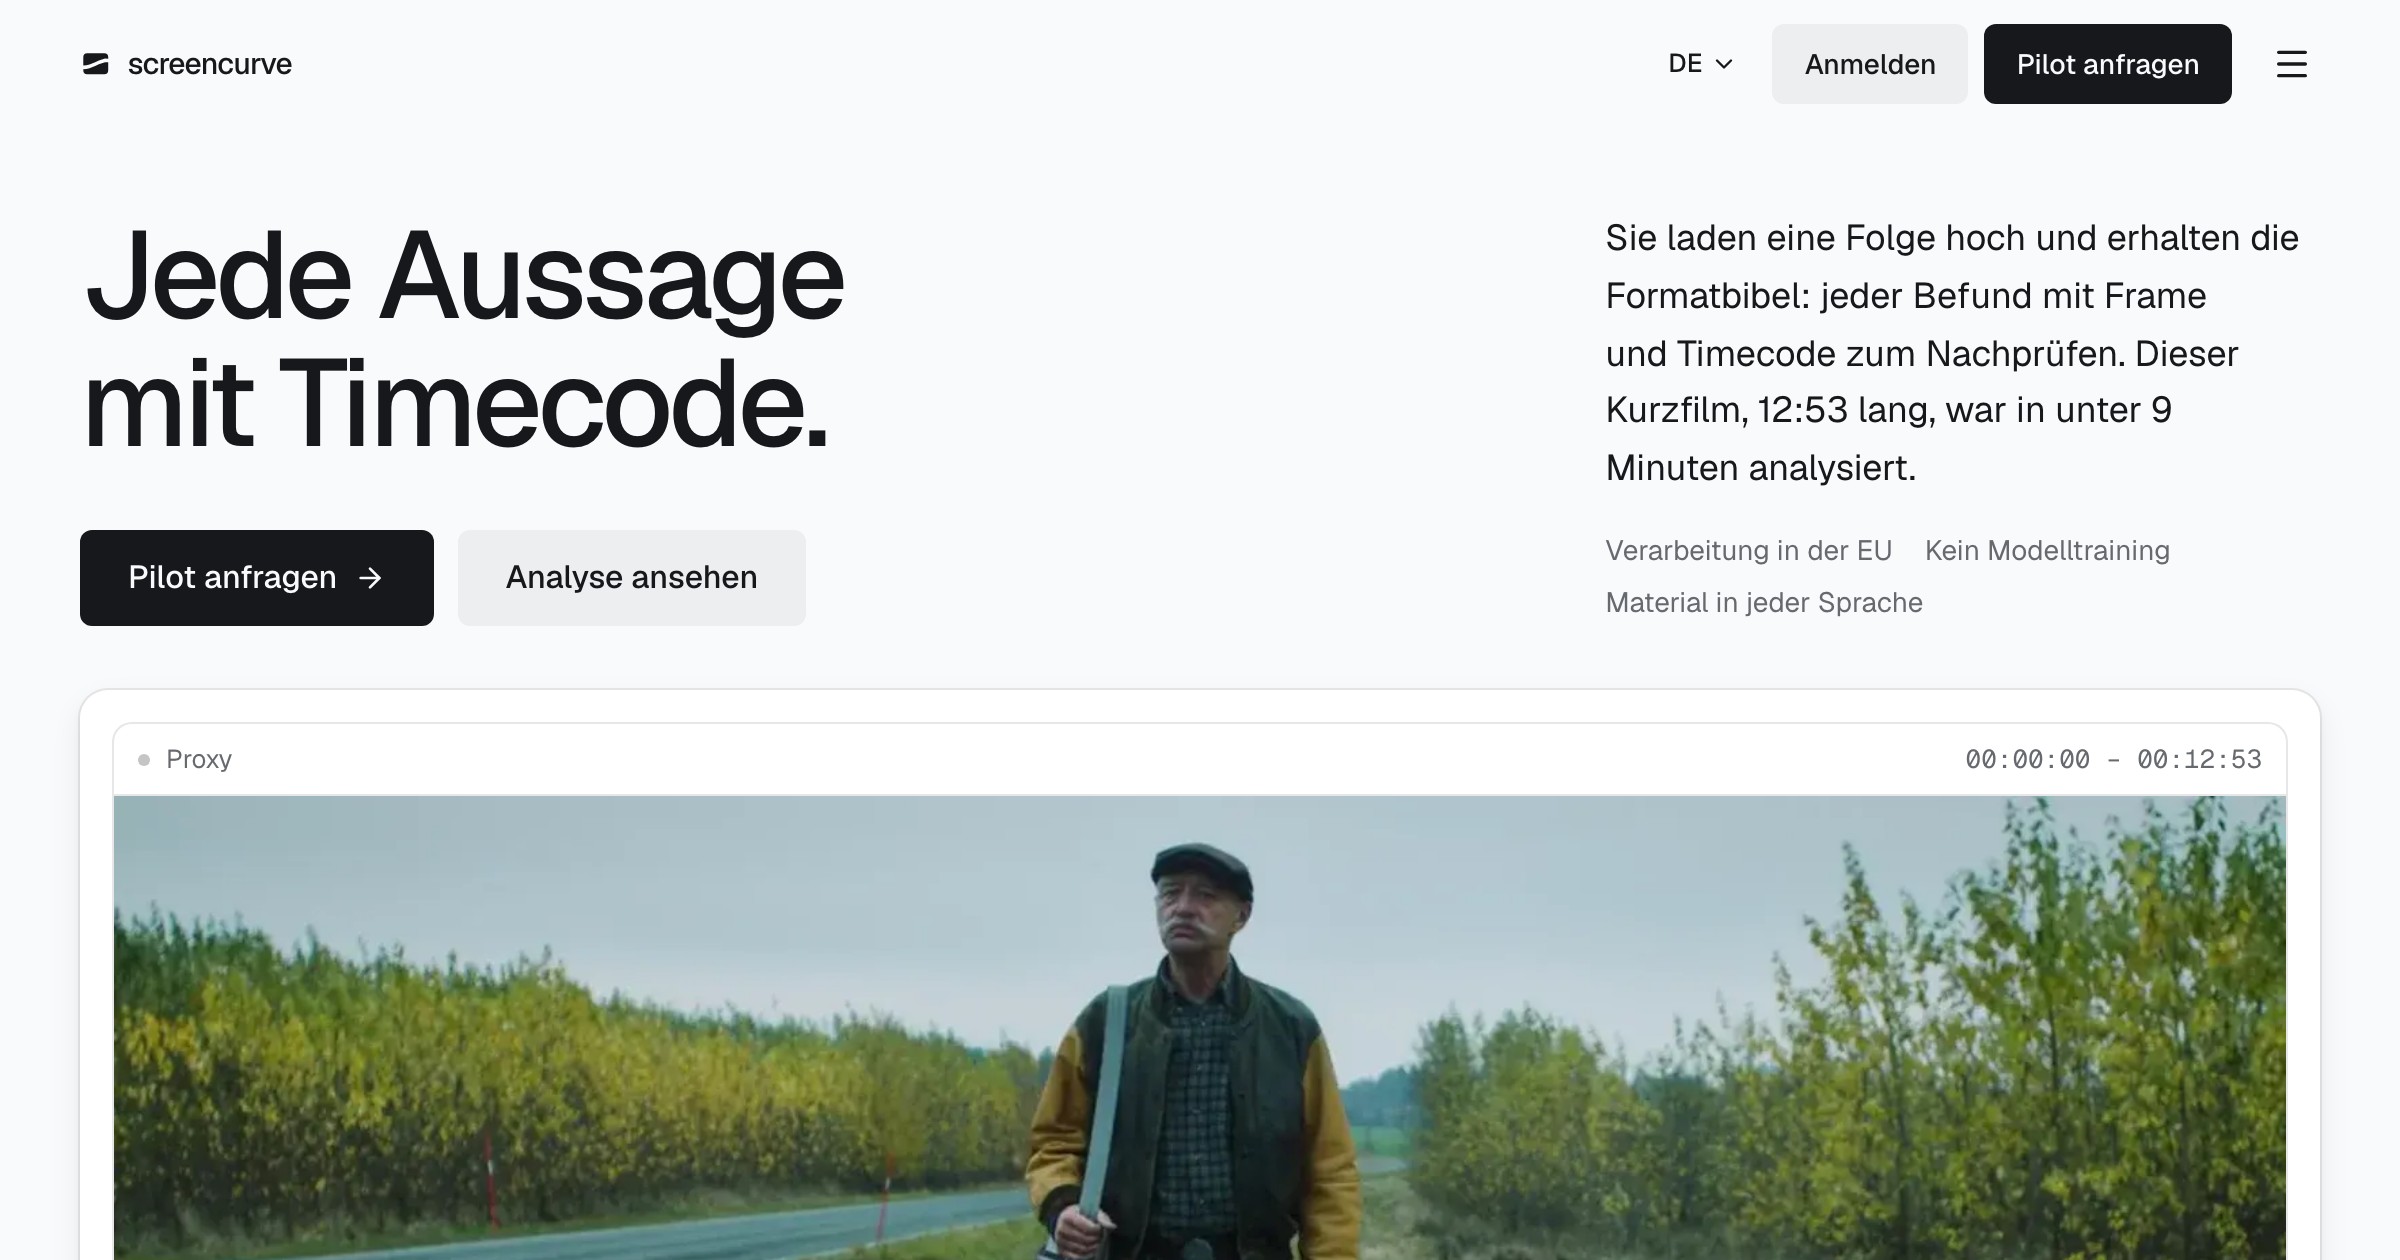 screencurve
DE
Anmelden
Pilot anfragen
Jede Aussage
mit Timecode.
Pilot anfragen →
Analyse ansehen
Sie laden eine Folge hoch und erhalten die
Formatbibel: jeder Befund mit Frame
und Timecode zum Nachprüfen. Dieser
Kurzfilm, 12:53 lang, war in unter 9
Minuten analysiert.
Verarbeitung in der EU
Kein Modelltraining
Material in jeder Sprache
Proxy
00:00:00 – 00:12:53